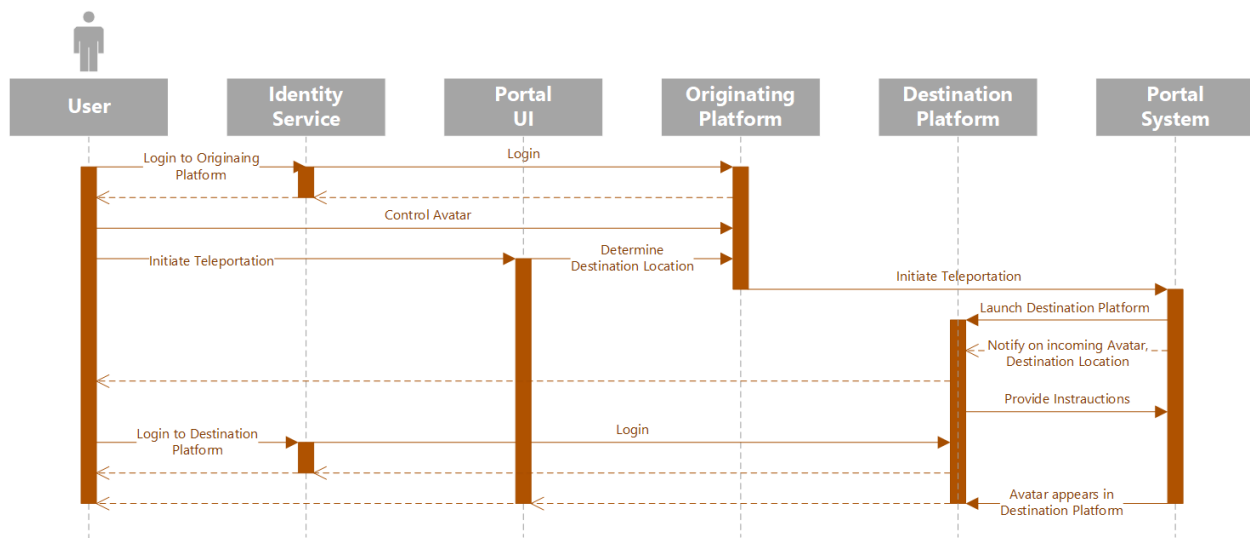 User
Identity
Service
Portal
UI
Originating
Platform
Destination
Platform
Portal
System
Login to Originaing
Platform
Login
Control Avatar
Initiate Teleportation
Determine
Destination Location
Initiate Teleportation
Launch Destination Platform
Notify on incoming Avatar,
Destination Location
Provide Instrauctions
Login to Destination
Platform
Login
Avatar appears in
Destination Platform